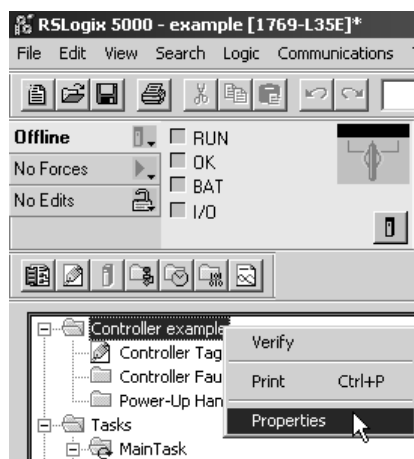 RSLogix 5000 - example [1769-L35E]*
File Edit View Search Logic Communications
Offline
RUN
No Forces
OK
BAT
No Edits
I/O
Controller example
Controller Tag
Controller Fau
Power-Up Han
Tasks
MainTask
Verify
Print Ctrl+P
Properties